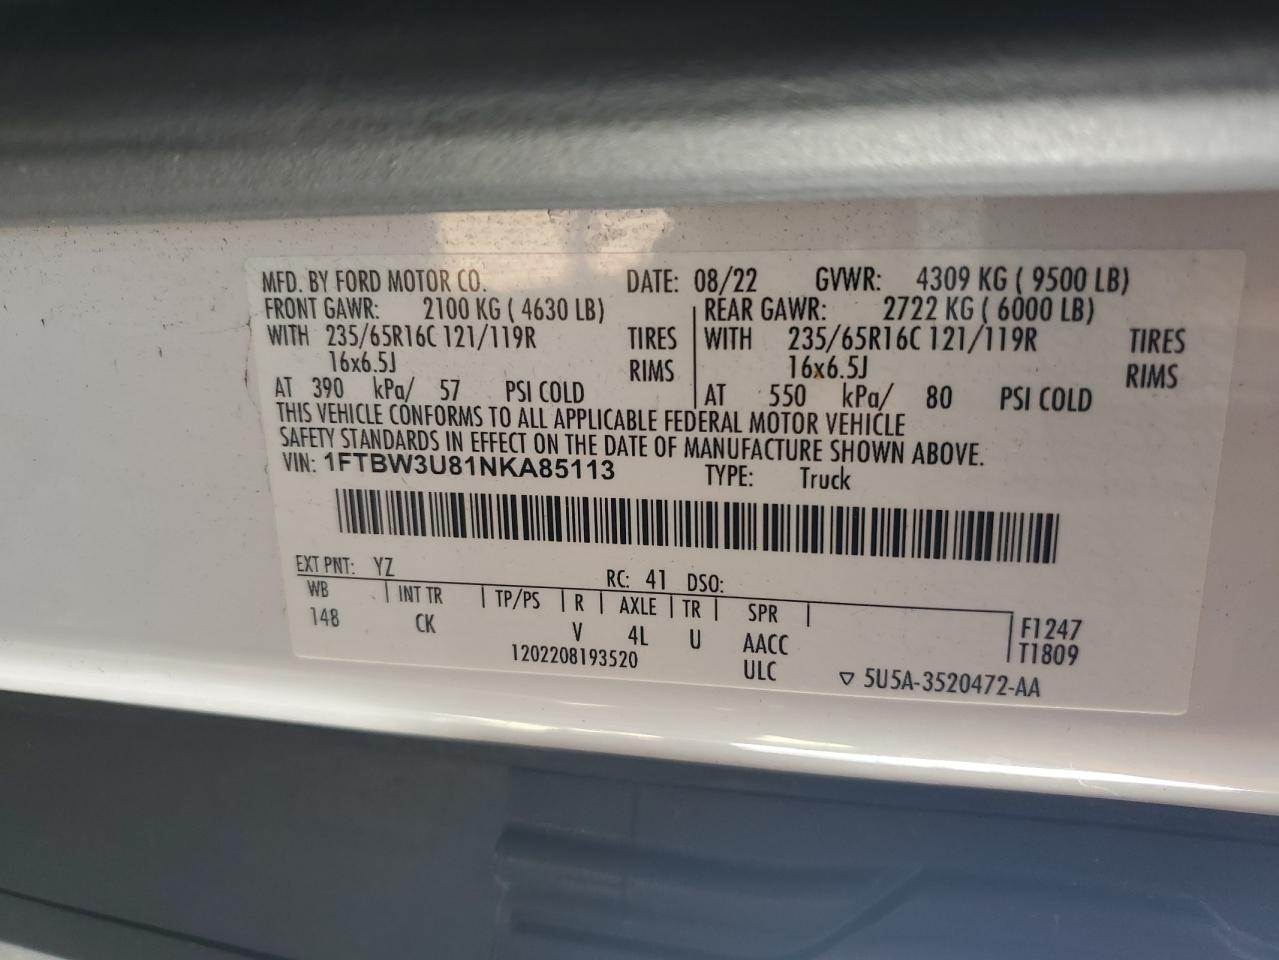 MFD. BY FORD MOTOR CO. DATE: 08/22 GVWR: 4309 KG ( 9500 LB)
FRONT GAWR: 2100 KG ( 4630 LB) REAR GAWR: 2722 KG ( 6000 LB)
WITH 235/65R16C 121/119R TIRES WITH 235/65R16C 121/119R TIRES
16x6.5J RIMS 16x6.5J RIMS
AT 390 kPa/ 57 PSI COLD AT 550 kPa/ 80 PSI COLD
THIS VEHICLE CONFORMS TO ALL APPLICABLE FEDERAL MOTOR VEHICLE
SAFETY STANDARDS IN EFFECT ON THE DATE OF MANUFACTURE SHOWN ABOVE.
VIN: 1FTBW3U81NKA85113 TYPE: Truck
EXT PNT: YZ RC: 41 DSO:
WB INT TR TP/PS R AXLE TR SPR
148 CK V 4L U AACC F1247
1202208193520 ULC T1809
5U5A-3520472-AA